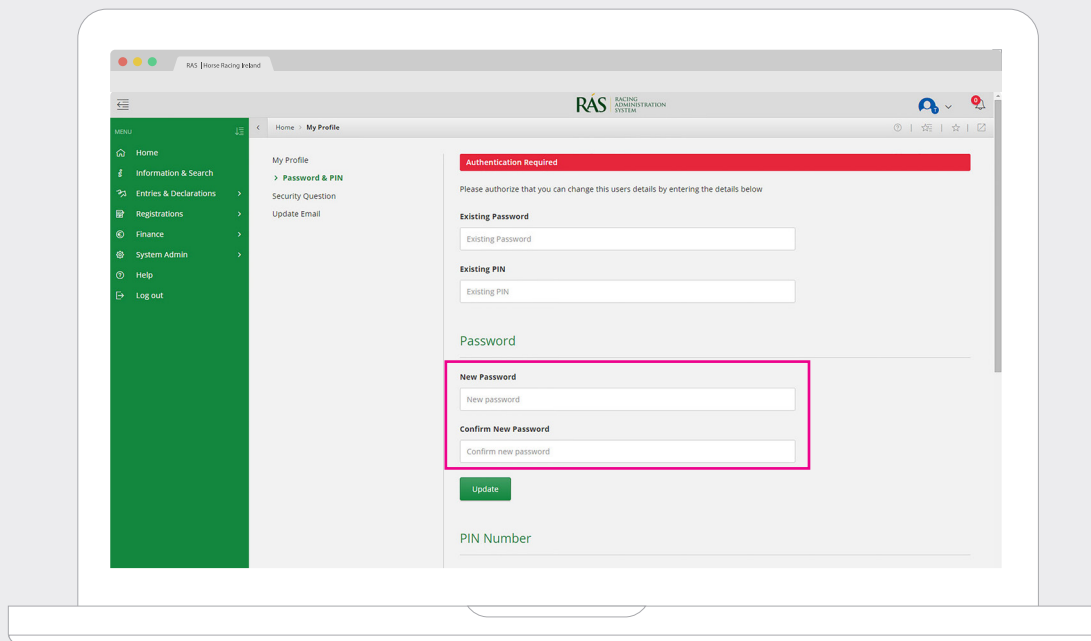 RAS | Horse Racing Ireland
RÁS RACING
ADMINISTRATION
SYSTEM
0
MENU
Home > My Profile
Home
Information & Search
Entries & Declarations
Registrations
Finance
System Admin
Help
Log out
My Profile
> Password & PIN
Security Question
Update Email
Authentication Required
Please authorize that you can change this users details by entering the details below
Existing Password
Existing Password
Existing PIN
Existing PIN
Password
New Password
New password
Confirm New Password
Confirm new password
Update
PIN Number